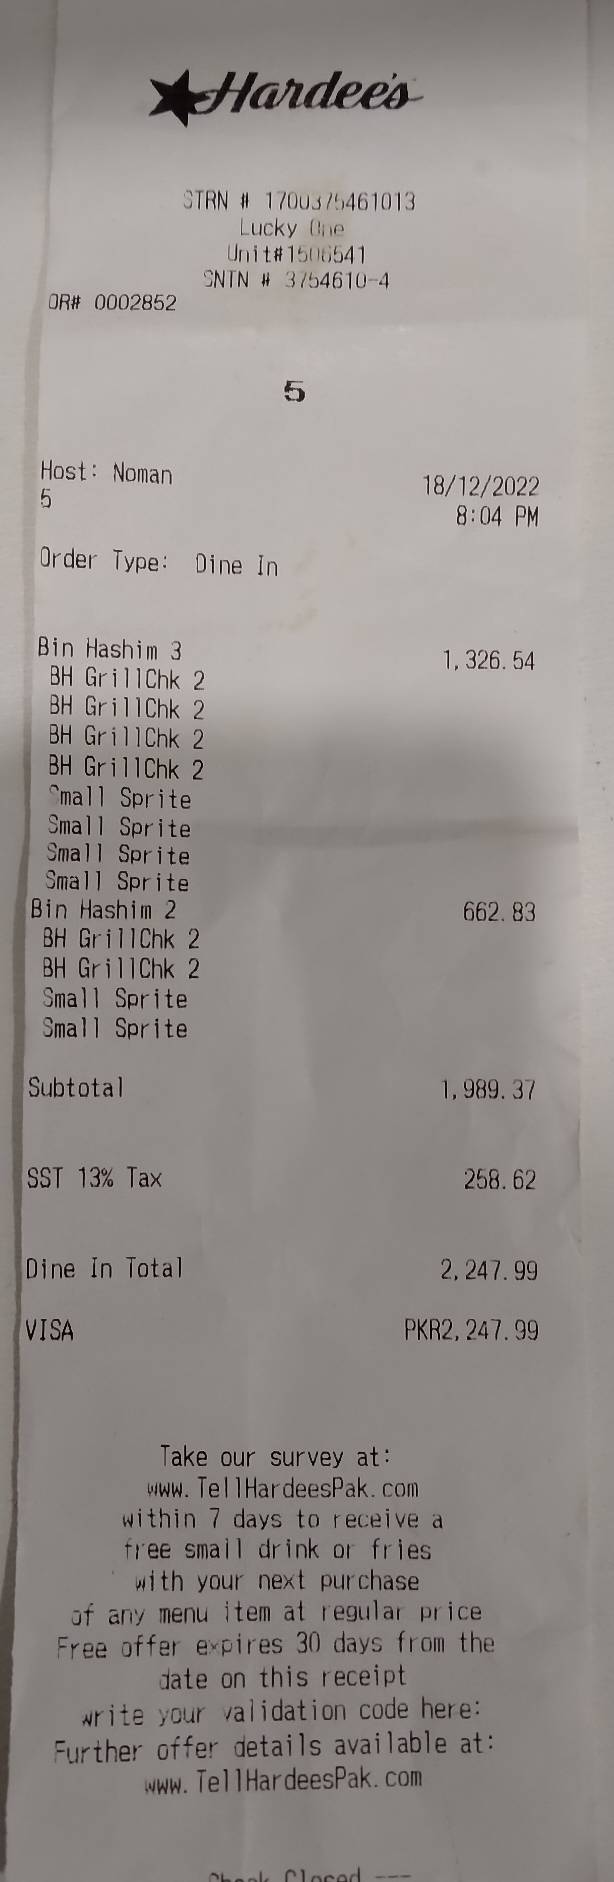 Hardee's
STRN # 1700375461013
Lucky One
Unit#1506541
SNTN # 3754610-4
OR# 0002852
5
Host: Noman
18/12/2022
5
8:04 PM
Order Type: Dine In
Bin Hashim 3 1,326.54
BH GrillChk 2
BH GrillChk 2
BH GrillChk 2
BH GrillChk 2
Small Sprite
Small Sprite
Small Sprite
Small Sprite
Bin Hashim 2 662.83
BH GrillChk 2
BH GrillChk 2
Small Sprite
Small Sprite
Subtotal 1,989.37
SST 13% Tax 258.62
Dine In Total 2,247.99
VISA PKR2,247.99
Take our survey at:
www.TellHardeesPak.com
within 7 days to receive a
free small drink or fries
with your next purchase
of any menu item at regular price
Free offer expires 30 days from the
date on this receipt
write your validation code here:
Further offer details available at:
www.TellHardeesPak.com
Check Closed ---